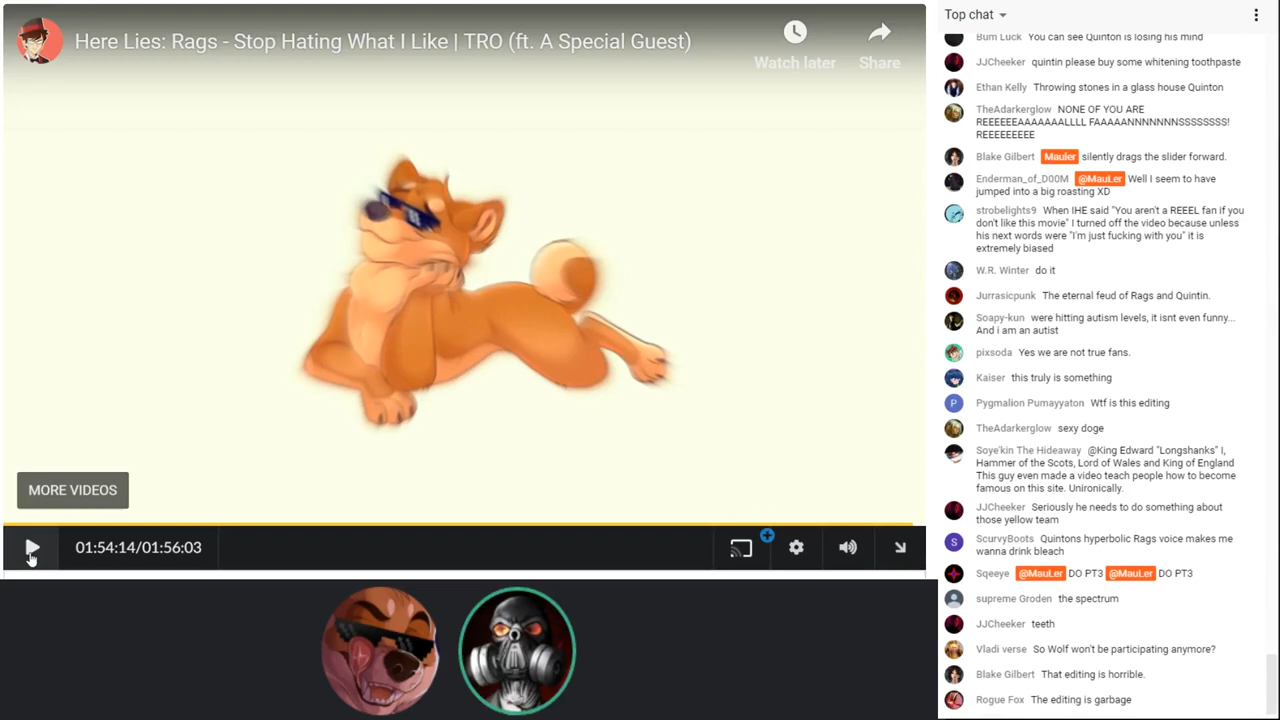 Here Lies: Rags - Stop Hating What I Like | TRO (ft. A Special Guest)
Watch later
Share
MORE VIDEOS
01:54:14/01:56:03
Top chat
Bum Luck You can see Quinton is losing his mind
JJCheeker quintin please buy some whitening toothpaste
Ethan Kelly Throwing stones in a glass house Quinton
TheAdarkerglow NONE OF YOU ARE
REEEEEAAAAAAALLLL FAAAAANNNNNNSSSSSSSS!
REEEEEEEEE
Blake Gilbert Mauler silently drags the slider forward.
Enderman_of_D00M @MauLer Well I seem to have
jumped into a big roasting XD
strobelights9 When IHE said "You aren't a REEEL fan if you
don't like this movie" I turned off the video because unless
his next words were "I'm just fucking with you" it is
extremely biased
W.R. Winter do it
Jurrasicpunk The eternal feud of Rags and Quintin.
Soapy-kun were hitting autism levels, it isnt even funny...
And i am an autist
pixsoda Yes we are not true fans.
Kaiser this truly is something
P
Pygmalion Pumayyaton Wtf is this editing
TheAdarkerglow sexy doge
Soye'kin The Hideaway @King Edward "Longshanks" I,
Hammer of the Scots, Lord of Wales and King of England
This guy even made a video teach people how to become
famous on this site. Unironically.
JJCheeker Seriously he needs to do something about
those yellow team
S
ScurvyBoots Quintons hyperbolic Rags voice makes me
wanna drink bleach
Sqeeye @MauLer DO PT3 @MauLer DO PT3
supreme Groden the spectrum
JJCheeker teeth
Vladi verse So Wolf won't be participating anymore?
Blake Gilbert That editing is horrible.
Rogue Fox The editing is garbage